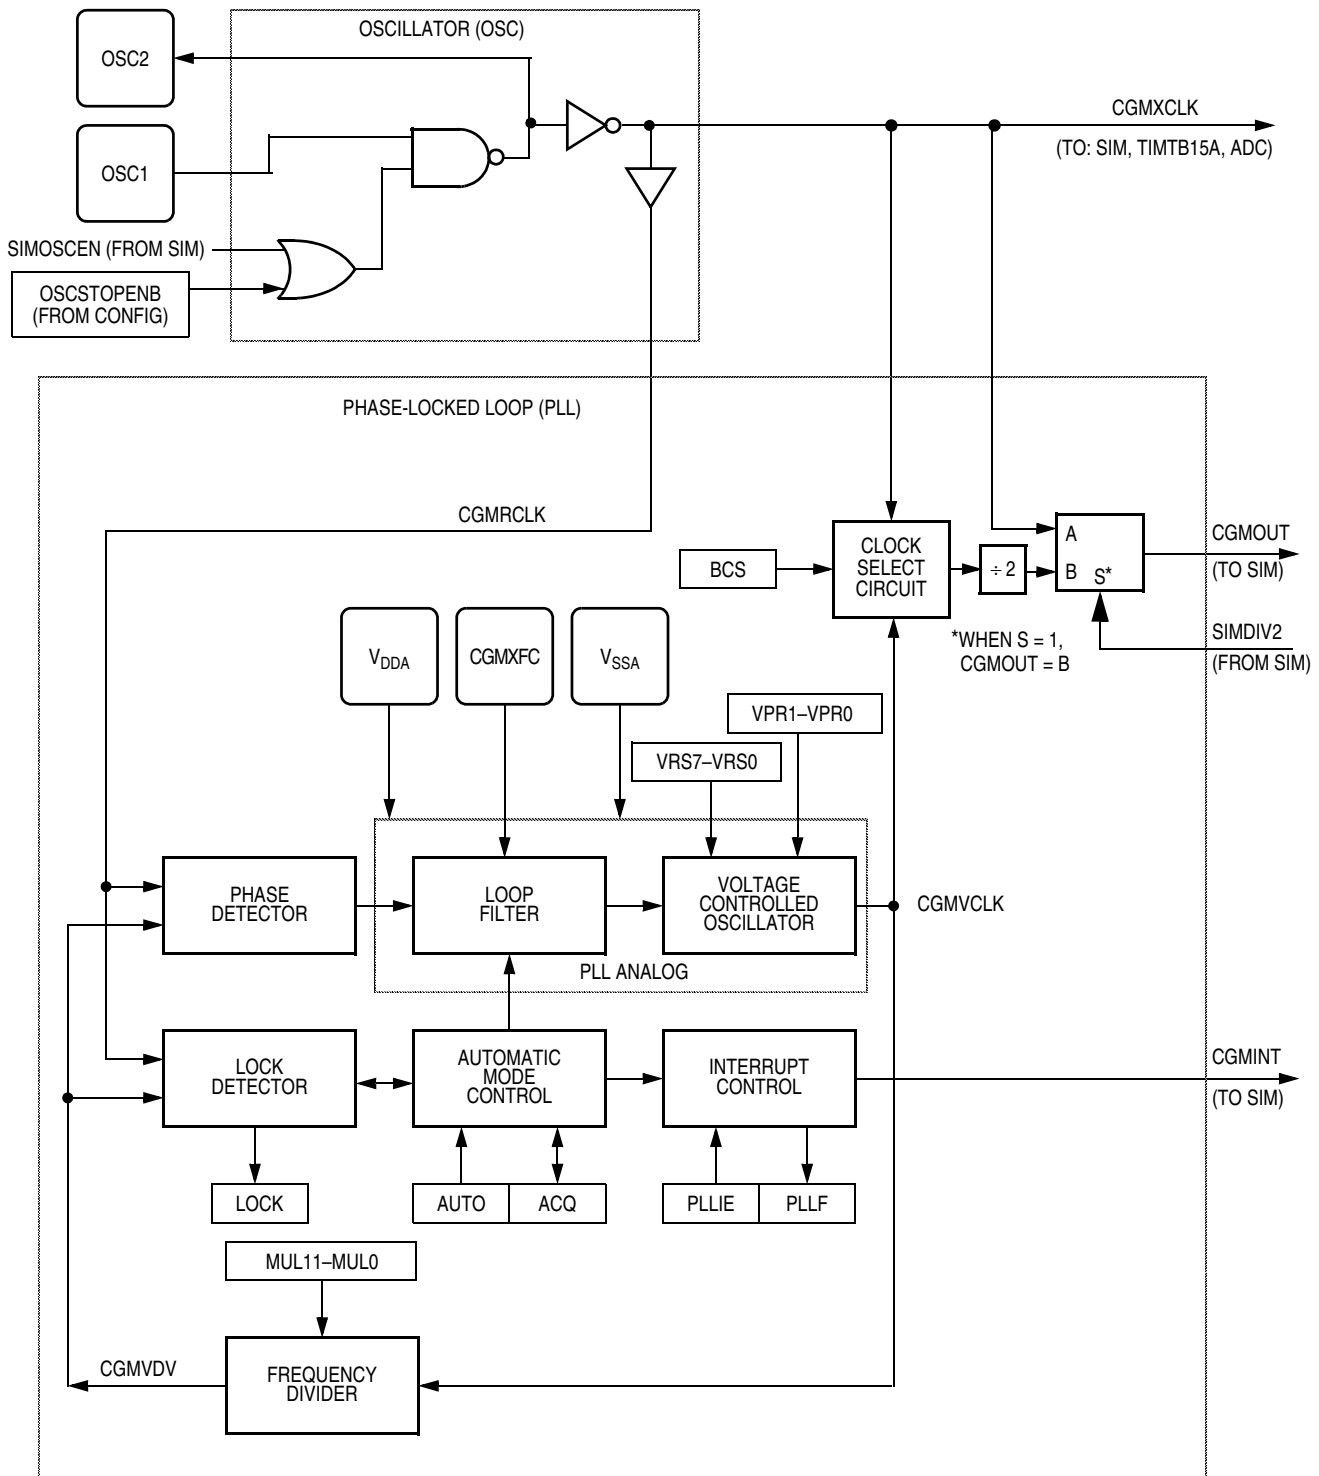 OSCILLATOR (OSC)
OSC2
OSC1
SIMOSCEN (FROM SIM)
OSCSTOPENB
(FROM CONFIG)
CGMXCLK
(TO: SIM, TIMTB15A, ADC)
PHASE-LOCKED LOOP (PLL)
CGMRCLK
BCS
CLOCK
SELECT
CIRCUIT
÷ 2
A
B
S*
CGMOUT
(TO SIM)
SIMDIV2
(FROM SIM)
*WHEN S = 1,
CGMOUT = B
VDDA
CGMXFC
VSSA
VPR1–VPR0
VRS7–VRS0
PHASE
DETECTOR
LOOP
FILTER
VOLTAGE
CONTROLLED
OSCILLATOR
CGMVCLK
PLL ANALOG
LOCK
DETECTOR
AUTOMATIC
MODE
CONTROL
INTERRUPT
CONTROL
CGMINT
(TO SIM)
LOCK
AUTO
ACQ
PLLIE
PLLF
MUL11–MUL0
CGMVDV
FREQUENCY
DIVIDER